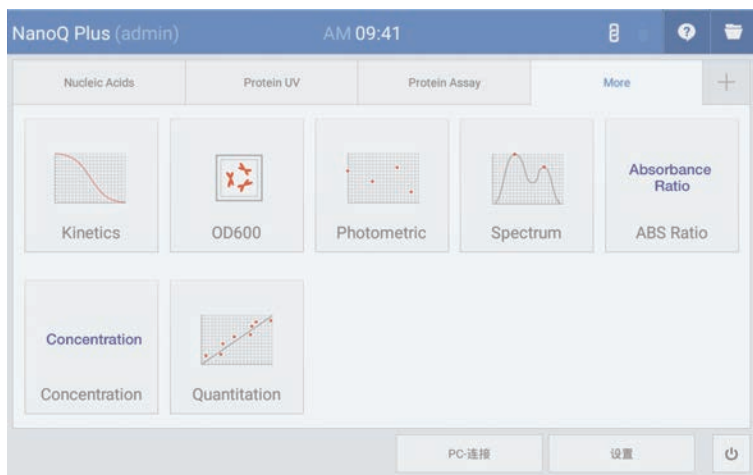 NanoQ Plus (admin) AM 09:41
Nucleic Acids Protein UV Protein Assay More
Absorbance
Ratio
Kinetics OD600 Photometric Spectrum ABS Ratio
Concentration
Concentration Quantitation
PC-连接 设置